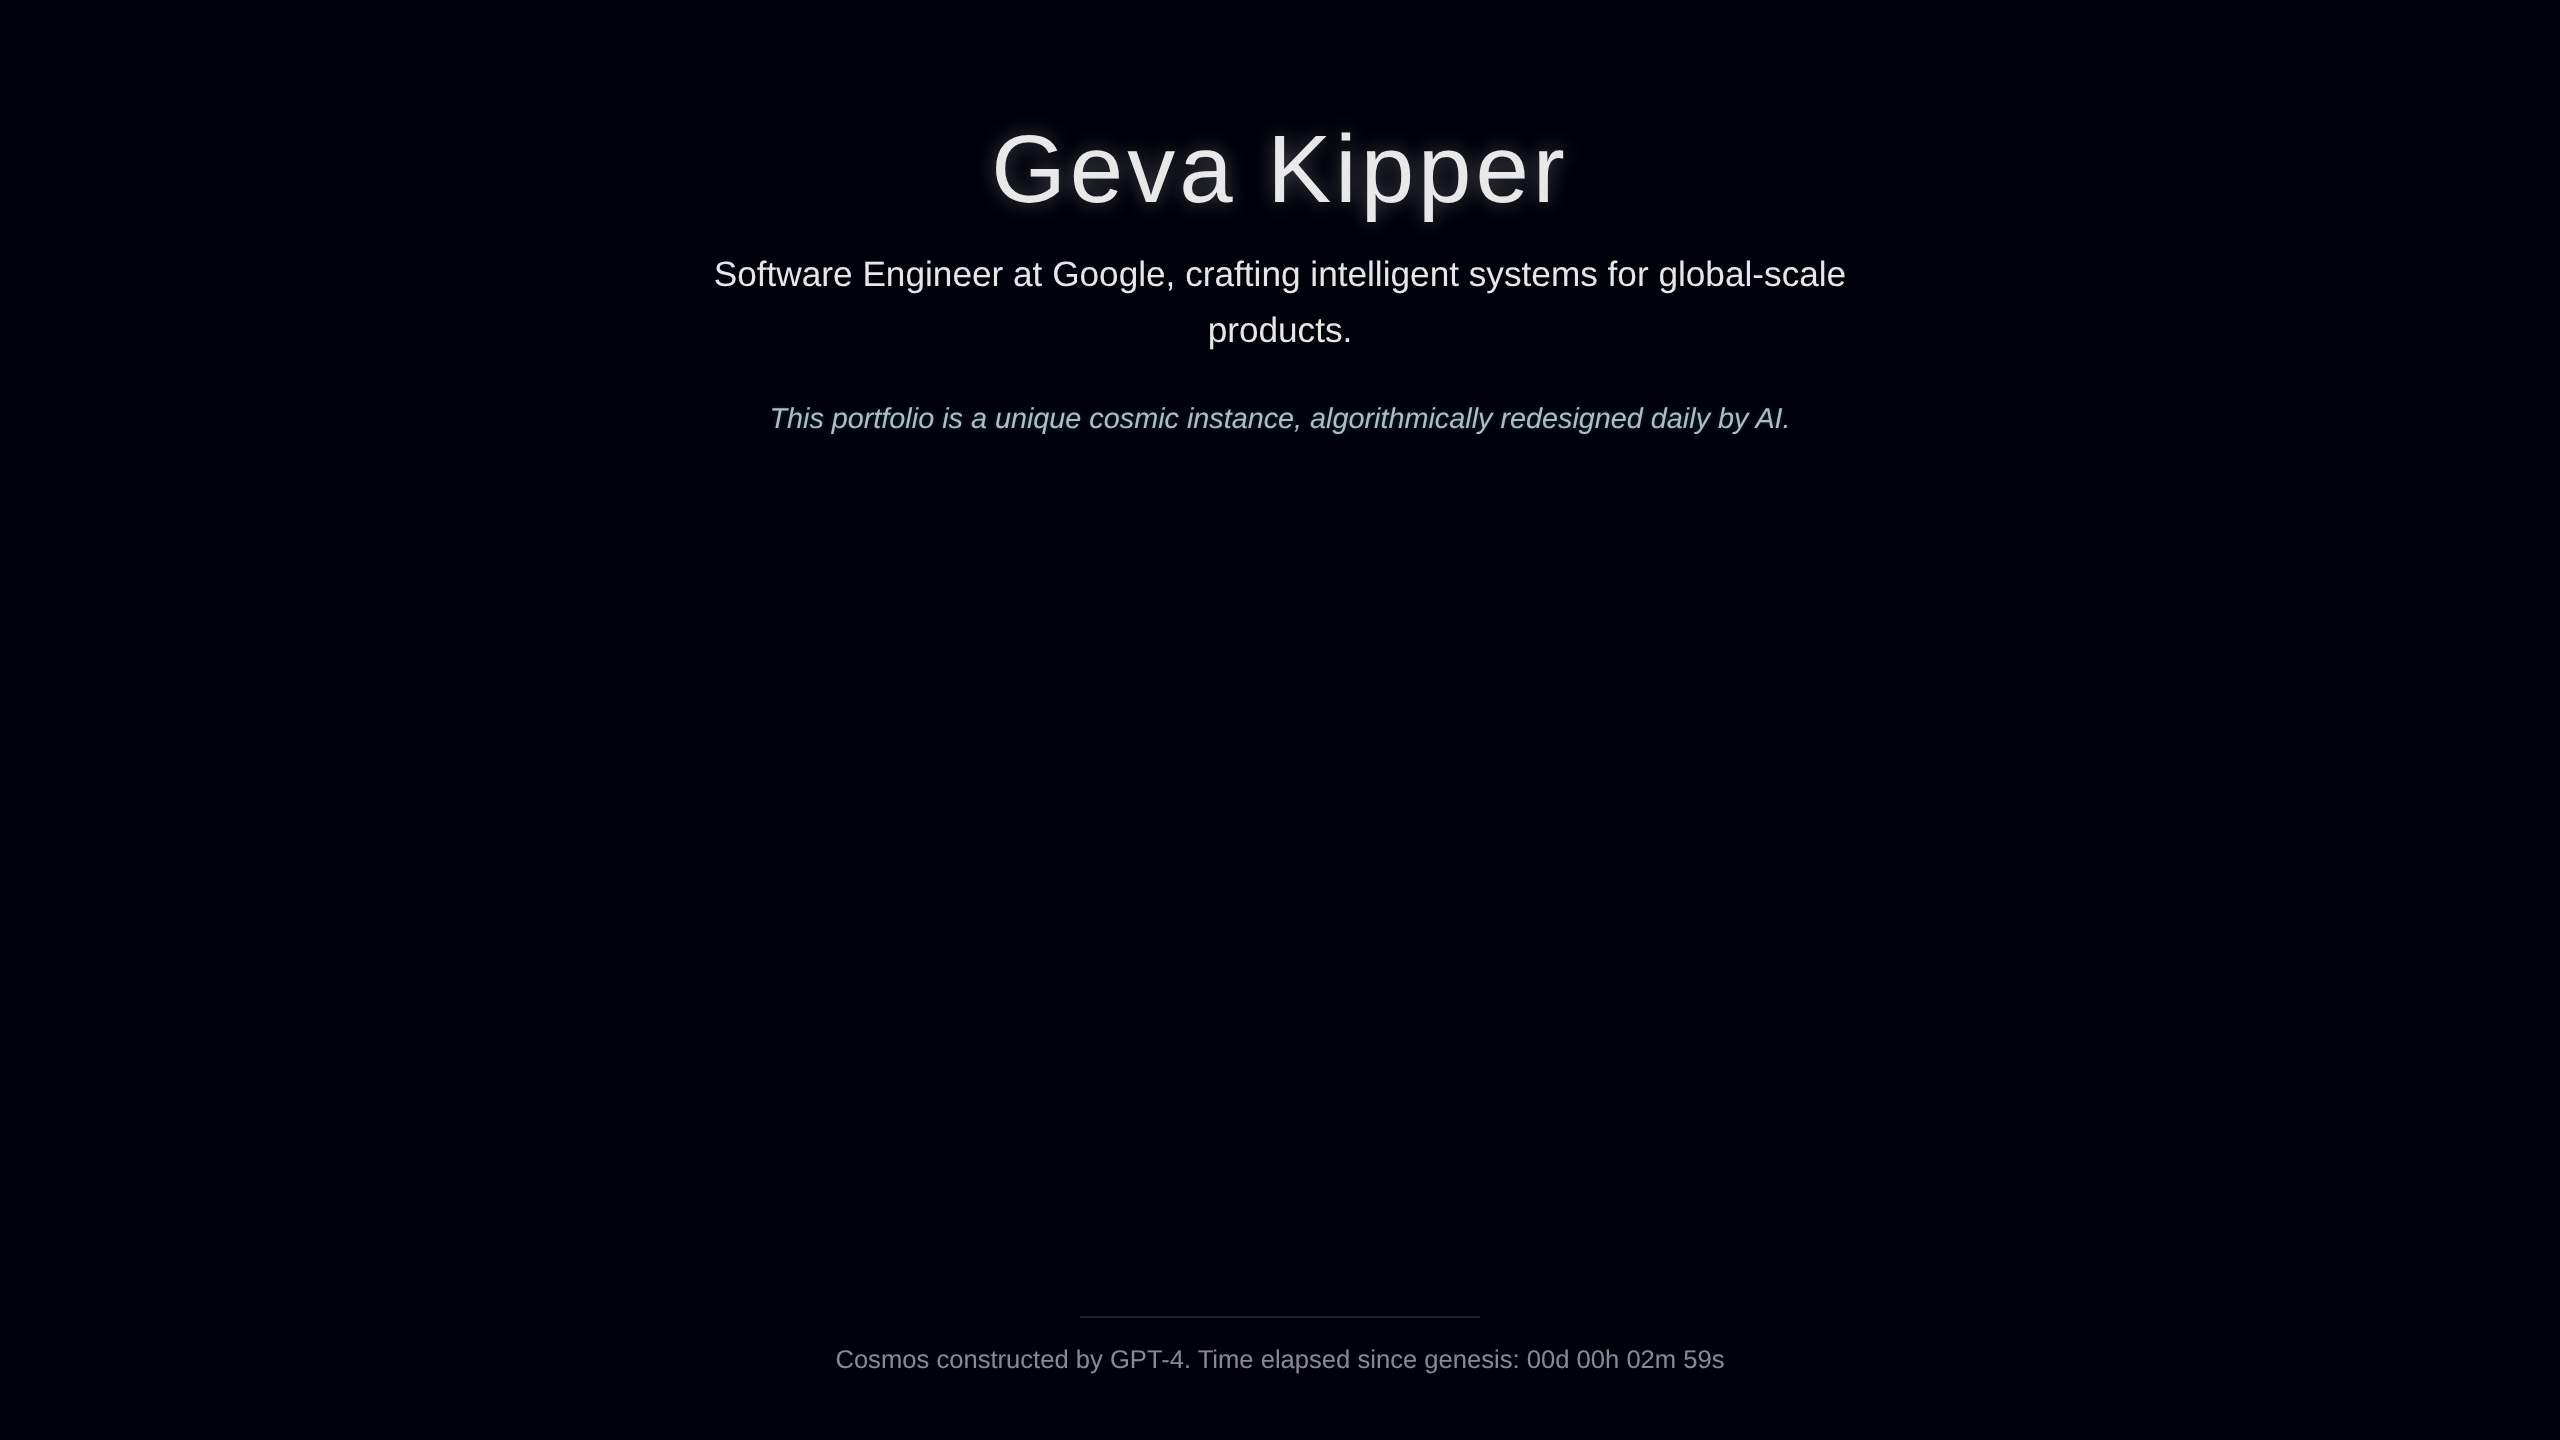 Geva Kipper
Software Engineer at Google, crafting intelligent systems for global-scale
products.
This portfolio is a unique cosmic instance, algorithmically redesigned daily by AI.
Cosmos constructed by GPT-4. Time elapsed since genesis: 00d 00h 02m 59s